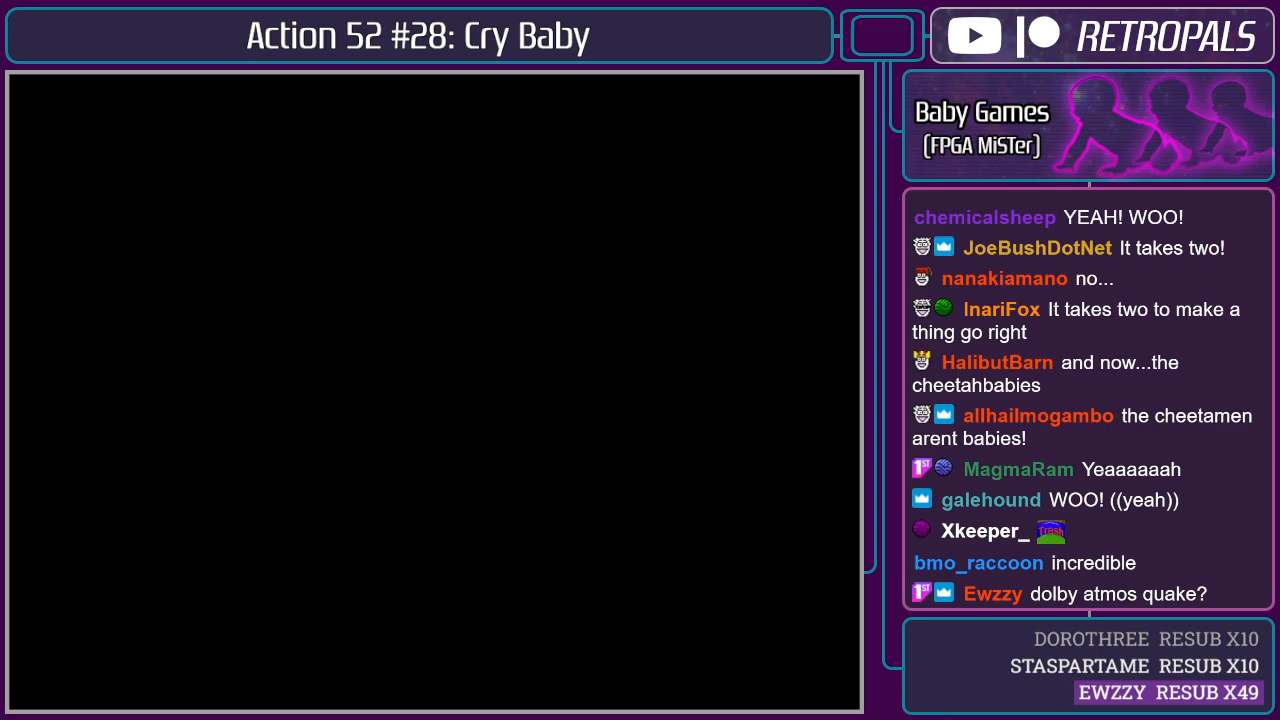 Action 52 #28: Cry Baby
RETROPALS
Baby Games
(FPGA MiSTer)
chemicalsheep YEAH! WOO!
JoeBushDotNet It takes two!
nanakiamano no...
InariFox It takes two to make a
thing go right
HalibutBarn and now...the
cheetahbabies
allhailmogambo the cheetamen
arent babies!
1ST MagmaRam Yeaaaaaah
galehound WOO! ((yeah))
Xkeeper_ Trash
bmo_raccoon incredible
1ST Ewzzy dolby atmos quake?
DOROTHREE RESUB X10
STASPARTAME RESUB X10
EWZZY RESUB X49